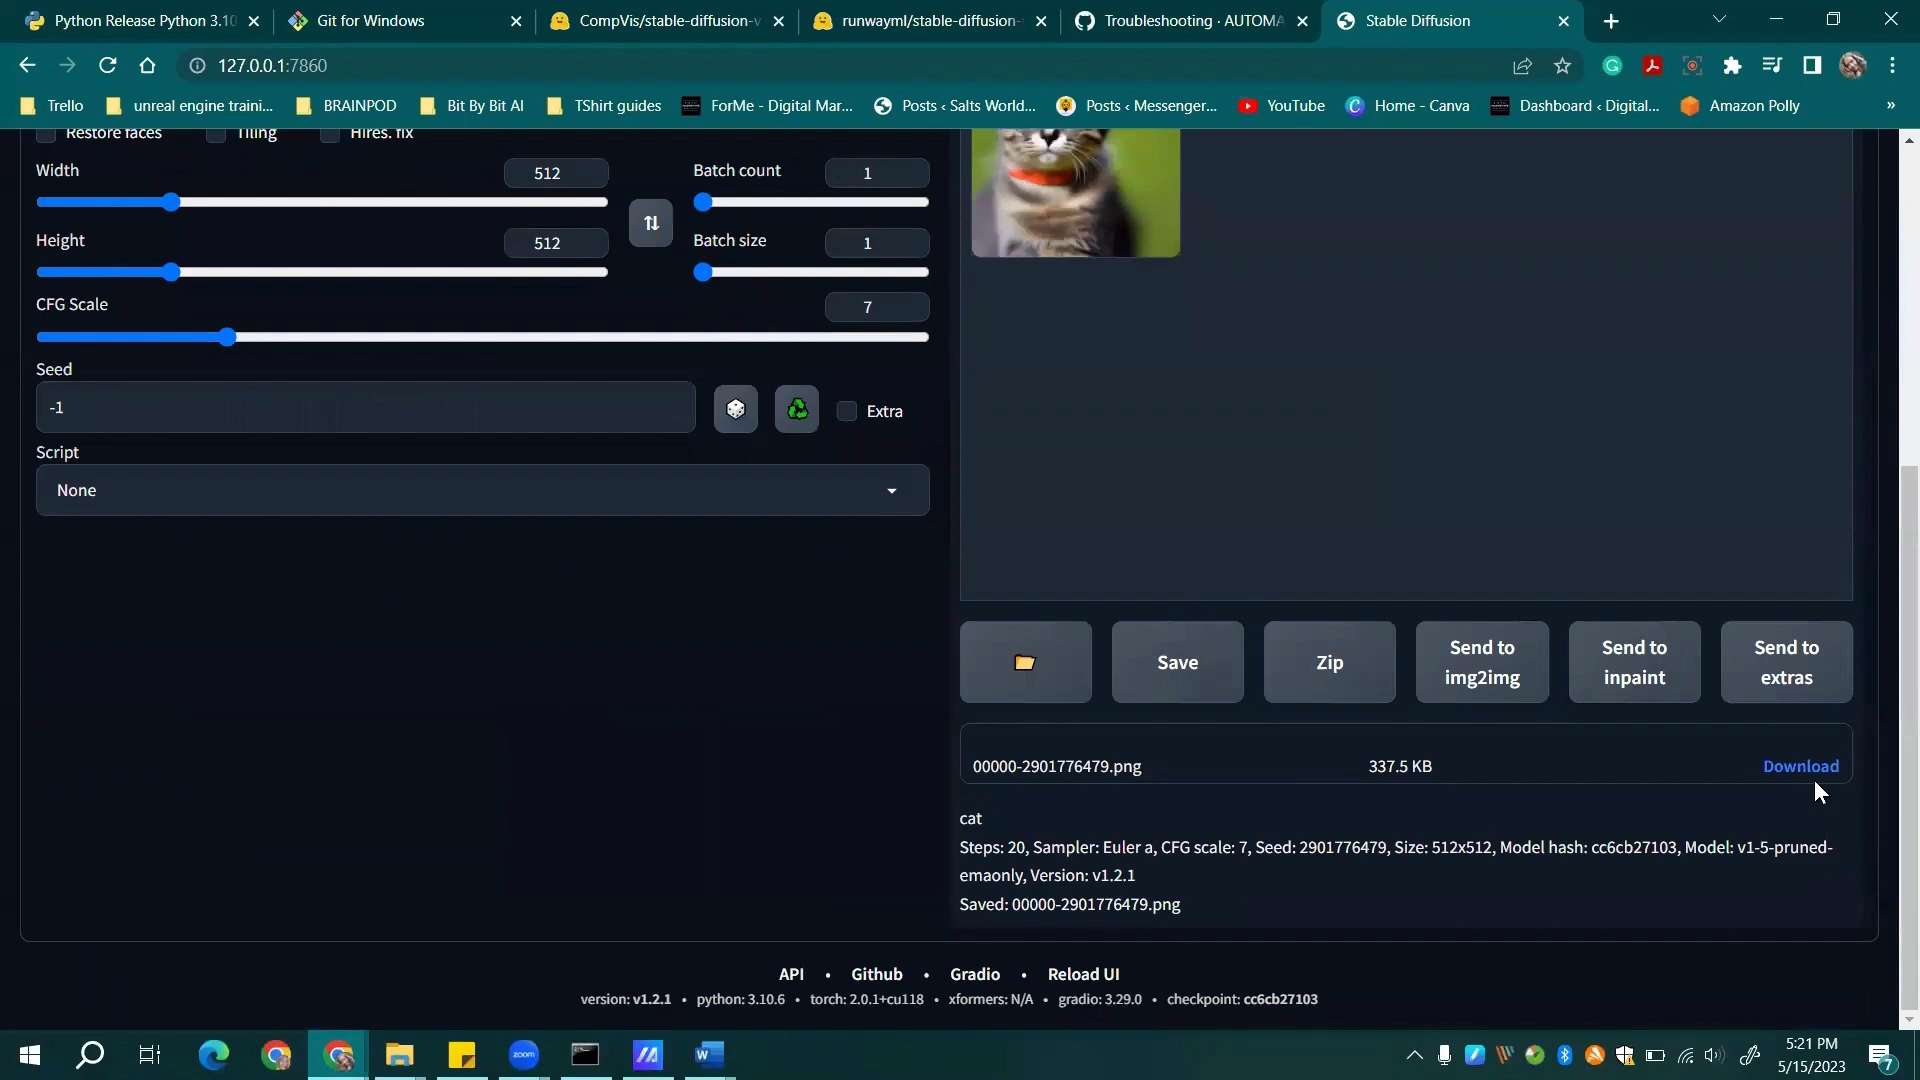 Python Release Python 3.10
Git for Windows
CompVis/stable-diffusion-v
runwayml/stable-diffusion-
Troubleshooting · AUTOMA
Stable Diffusion
127.0.0.1:7860
Trello
unreal engine traini...
BRAINPOD
Bit By Bit AI
TShirt guides
ForMe - Digital Mar...
Posts ‹ Salts World...
Posts ‹ Messenger...
YouTube
Home - Canva
Dashboard ‹ Digital...
Amazon Polly
»
Restore faces
Tiling
Hires. fix
Width
512
Batch count
1
Height
512
Batch size
1
CFG Scale
7
Seed
-1
Extra
Script
None
Save
Zip
Send to
img2img
Send to
inpaint
Send to
extras
00000-2901776479.png
337.5 KB
Download
cat
Steps: 20, Sampler: Euler a, CFG scale: 7, Seed: 2901776479, Size: 512x512, Model hash: cc6cb27103, Model: v1-5-pruned-
emaonly, Version: v1.2.1
Saved: 00000-2901776479.png
API • Github • Gradio • Reload UI
version: v1.2.1 • python: 3.10.6 • torch: 2.0.1+cu118 • xformers: N/A • gradio: 3.29.0 • checkpoint: cc6cb27103
zoom
W
5:21 PM
5/15/2023
7